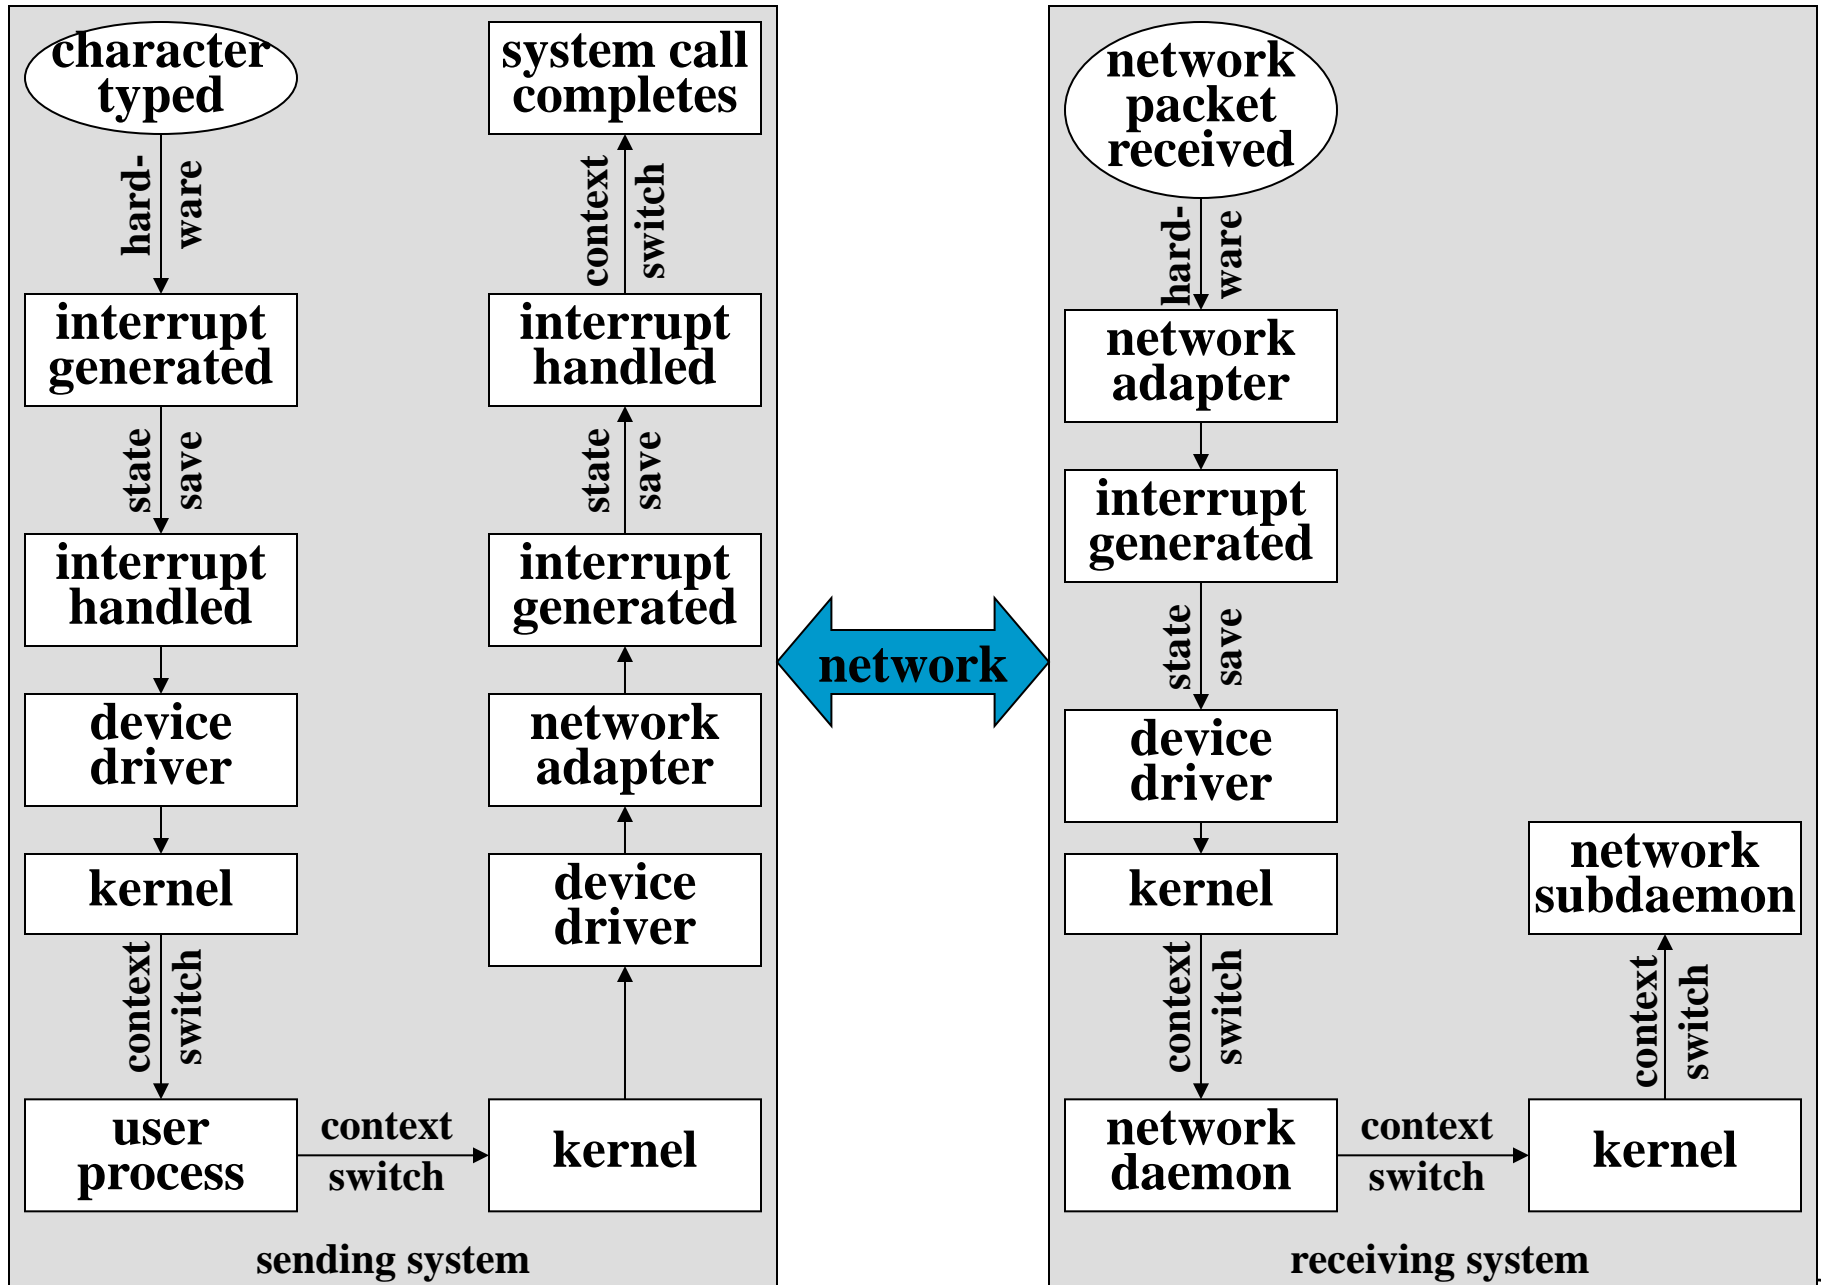 character
typed
hard-
ware
interrupt
generated
state
save
interrupt
handled
device
driver
kernel
context
switch
user
process
context
switch
kernel
device
driver
network
adapter
interrupt
generated
state
save
interrupt
handled
context
switch
system call
completes
sending system
network
network
packet
received
hard-
ware
network
adapter
interrupt
generated
state
save
device
driver
kernel
context
switch
network
daemon
context
switch
kernel
context
switch
network
subdaemon
receiving system